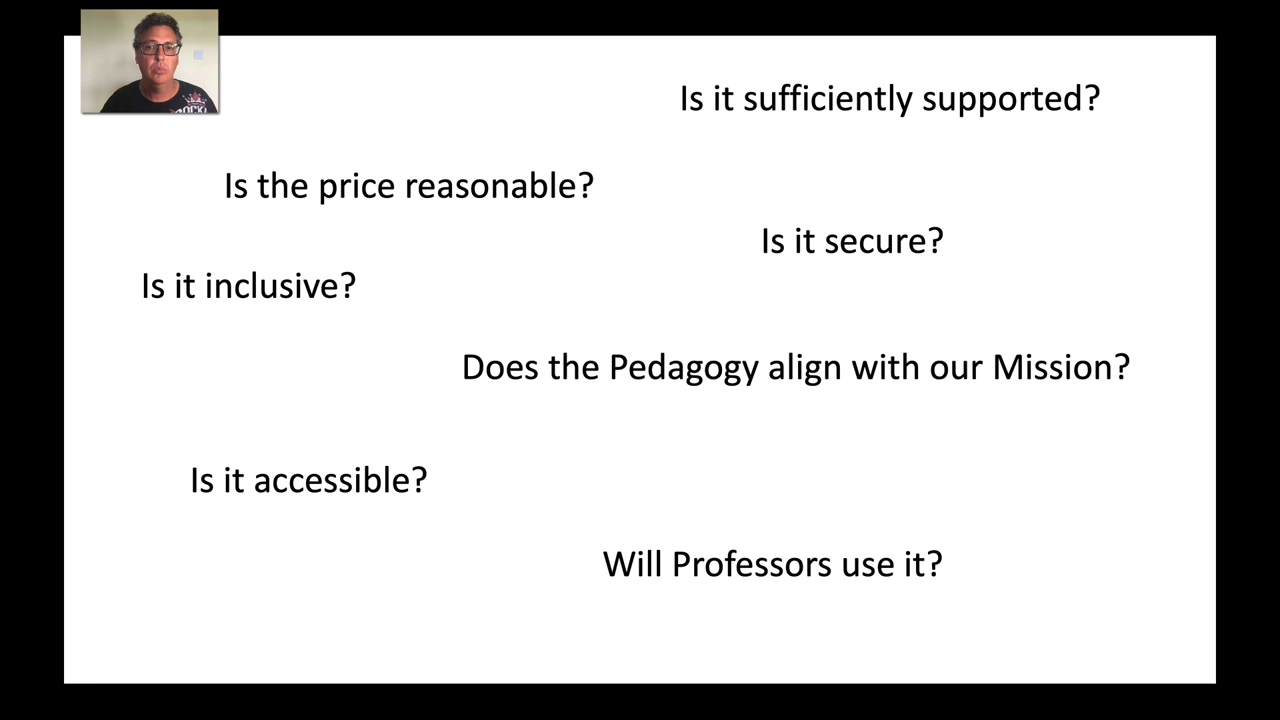 Is it sufficiently supported?
Is the price reasonable?
Is it secure?
Is it inclusive?
Does the Pedagogy align with our Mission?
Is it accessible?
Will Professors use it?